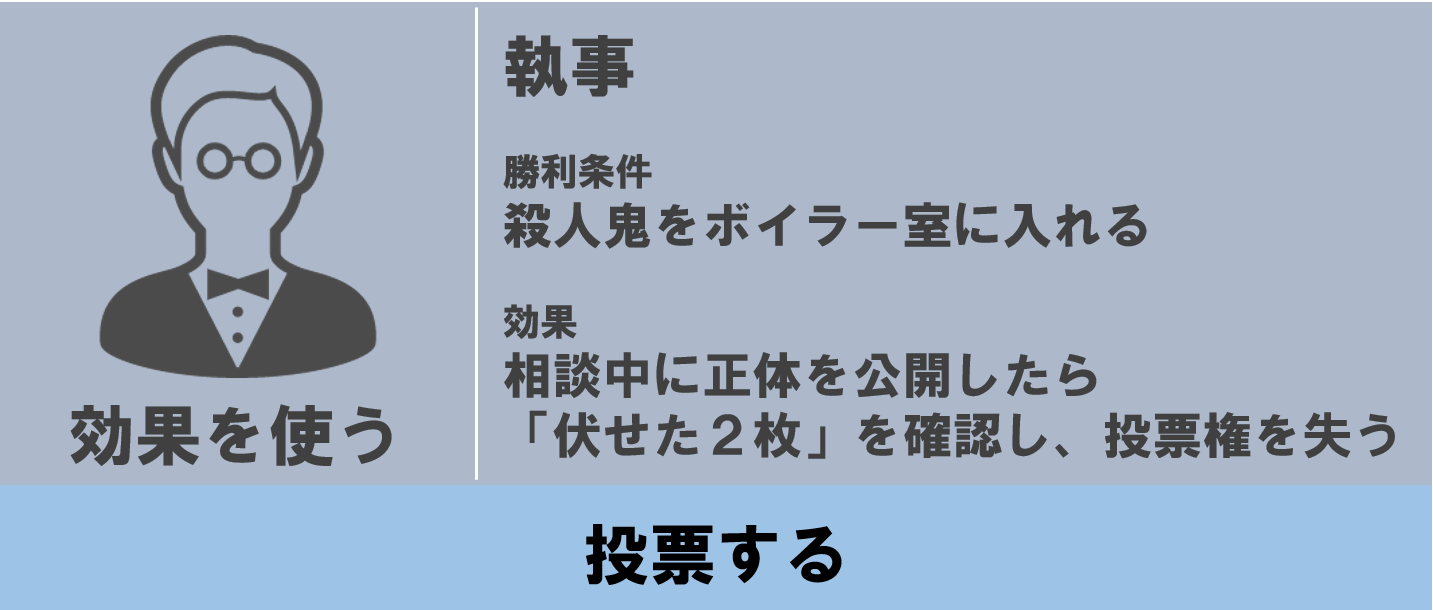 執事
勝利条件
殺人鬼をボイラー室に入れる
効果
相談中に正体を公開したら
「伏せた２枚」を確認し、投票権を失う
効果を使う
投票する